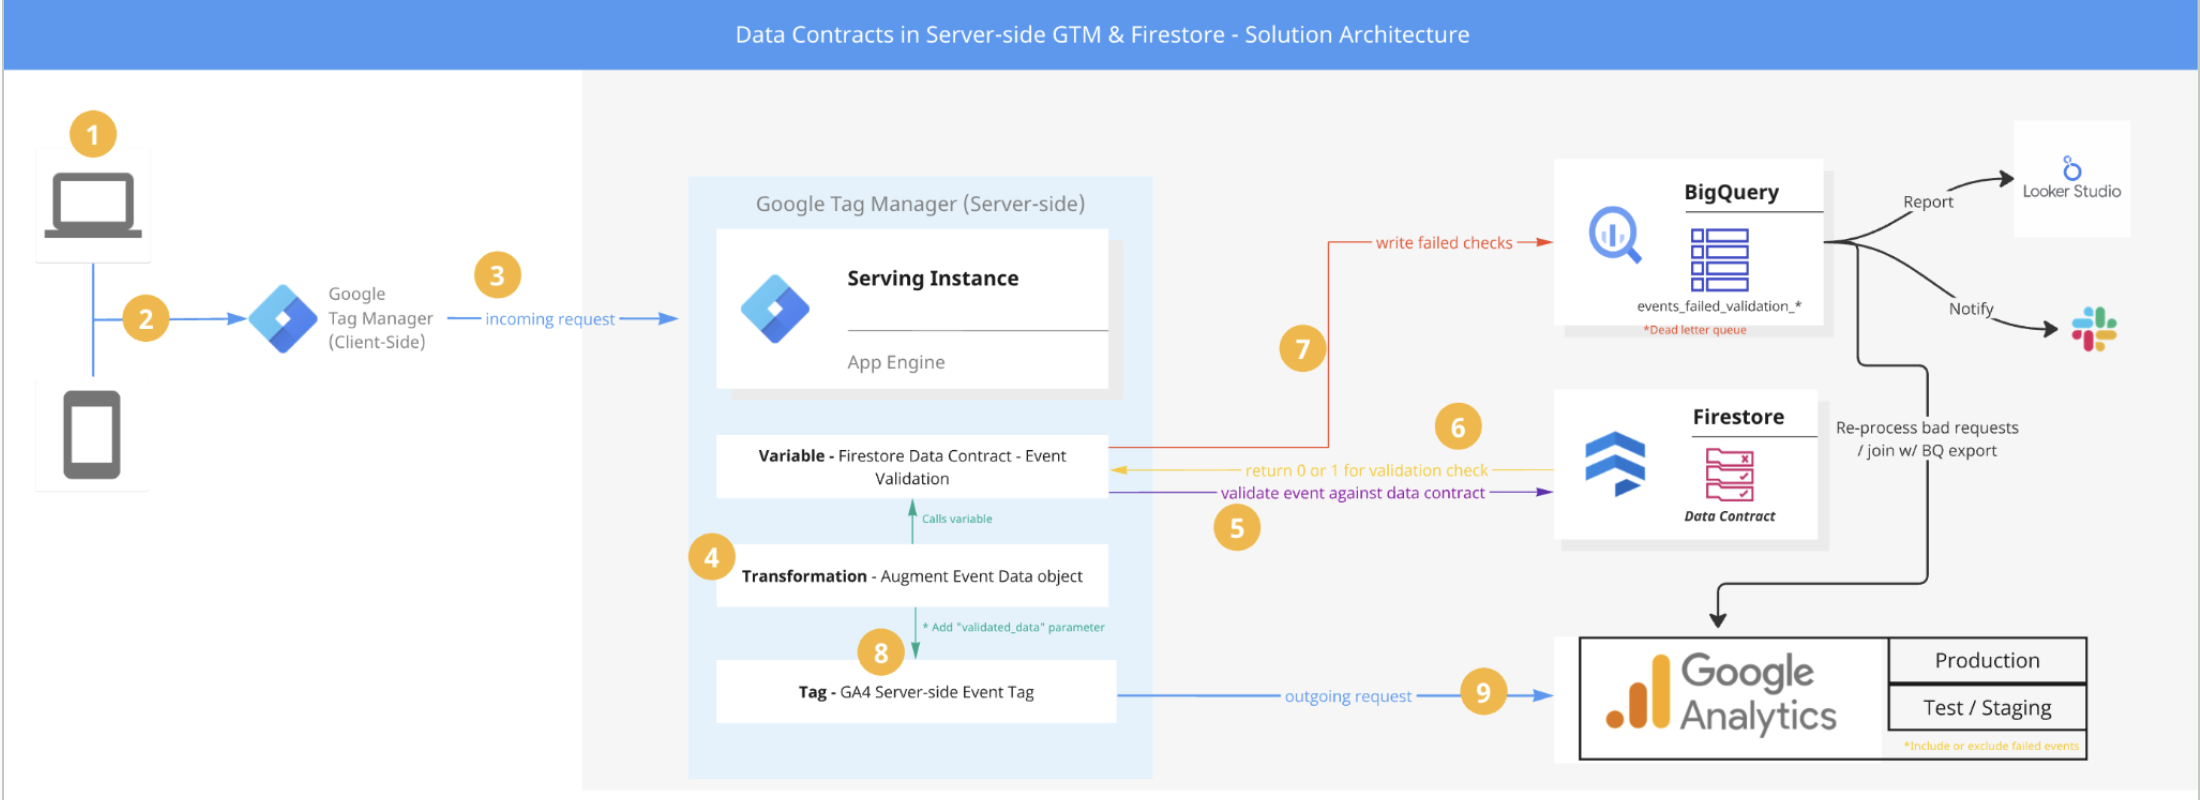 Data Contracts in Server-side GTM & Firestore - Solution Architecture
1
2
Google
Tag Manager
(Client-Side)
3
incoming request
Google Tag Manager (Server-side)
Serving Instance
App Engine
Variable - Firestore Data Contract - Event
Validation
Calls variable
4
Transformation - Augment Event Data object
* Add "validated_data" parameter
8
Tag - GA4 Server-side Event Tag
write failed checks
7
6
return 0 or 1 for validation check
validate event against data contract
5
outgoing request
9
BigQuery
events_failed_validation_*
*Dead letter queue
Report
Looker Studio
Notify
Firestore
Data Contract
Re-process bad requests
/ join w/ BQ export
Google
Analytics
Production
Test / Staging
*Include or exclude failed events